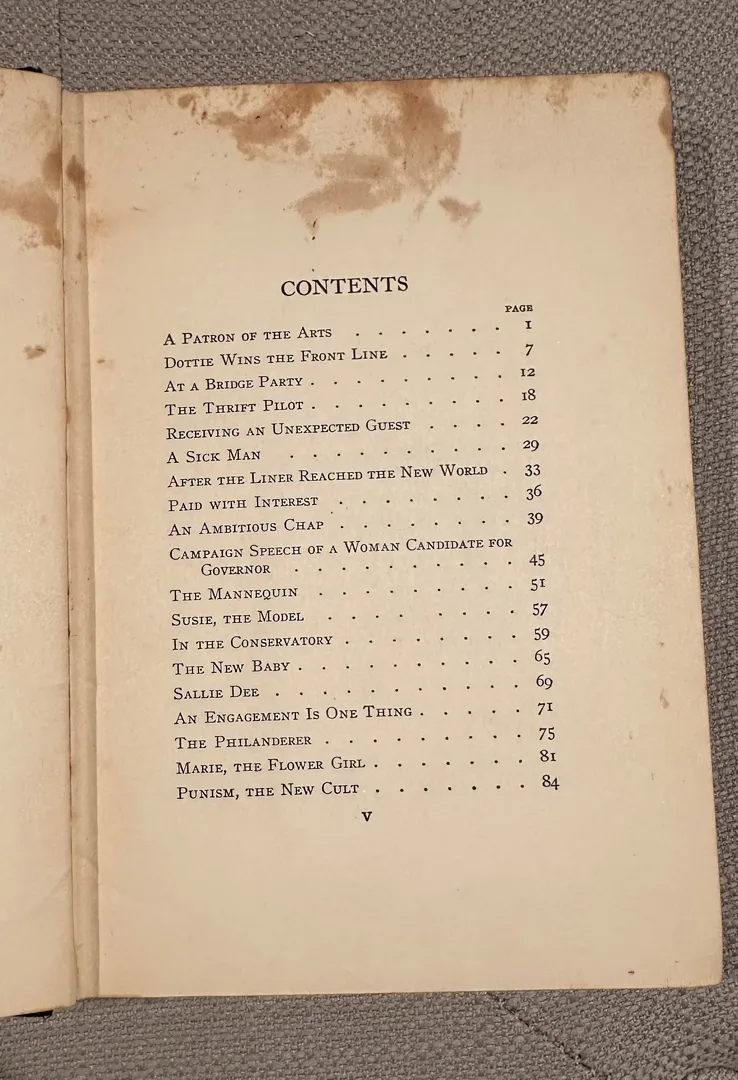 CONTENTS
PAGE
A Patron of the Arts . . . . . . . 1
Dottie Wins the Front Line . . . . . 7
At a Bridge Party . . . . . . . . . 12
The Thrift Pilot . . . . . . . . . 18
Receiving an Unexpected Guest . . . . 22
A Sick Man . . . . . . . . . . 29
After the Liner Reached the New World . 33
Paid with Interest . . . . . . . . 36
An Ambitious Chap . . . . . . . . 39
Campaign Speech of a Woman Candidate for
Governor . . . . . . . . . . 45
The Mannequin . . . . . . . . . 51
Susie, the Model . . . . . . . . 57
In the Conservatory . . . . . . . . 59
The New Baby . . . . . . . . . . 65
Sallie Dee . . . . . . . . . . . 69
An Engagement Is One Thing . . . . . 71
The Philanderer . . . . . . . . . 75
Marie, the Flower Girl . . . . . . . 81
Punism, the New Cult . . . . . . . 84
v